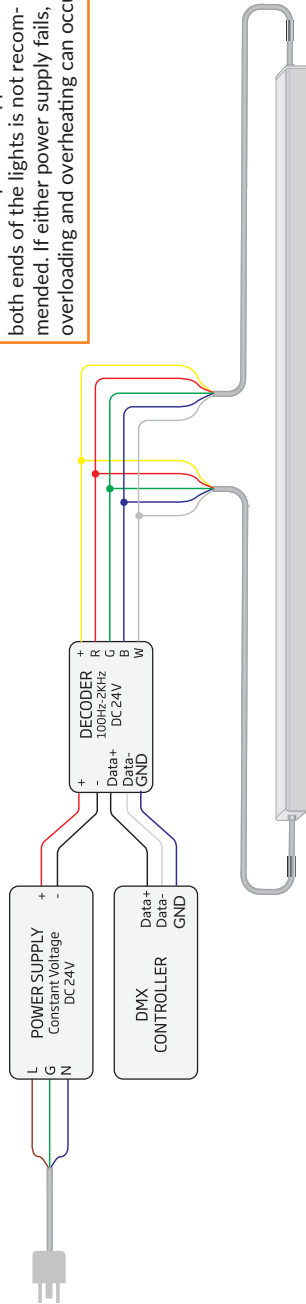 both ends of the lights is not recom-
mended. If either power supply fails,
overloading and overheating can occu
POWER SUPPLY
Constant Voltage
DC 24V
L
G
N
+
-
DMX
CONTROLLER
Data+
Data-
GND
DECODER
100Hz-2KHz
DC 24V
+
-
Data+
Data-
GND
+
R
G
B
W